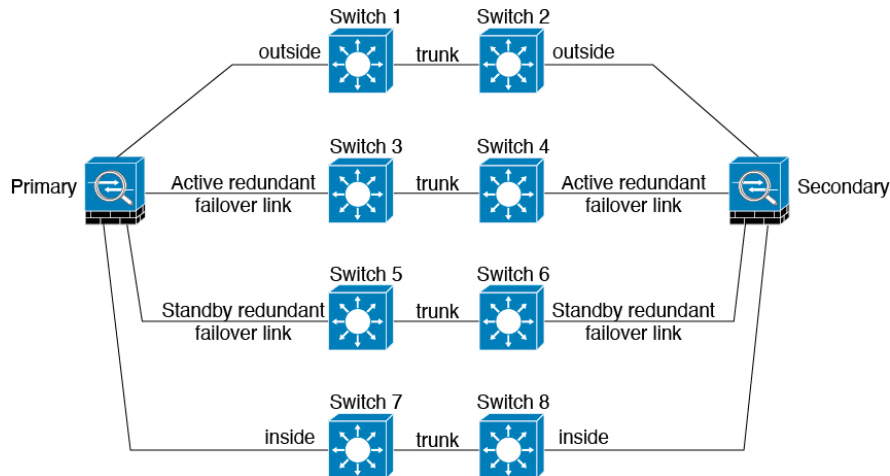 Switch 1
Switch 2
outside
trunk
outside
Switch 3
Switch 4
Primary
Active redundant
failover link
trunk
Active redundant
failover link
Secondary
Switch 5
Switch 6
Standby redundant
failover link
trunk
Standby redundant
failover link
Switch 7
Switch 8
inside
trunk
inside